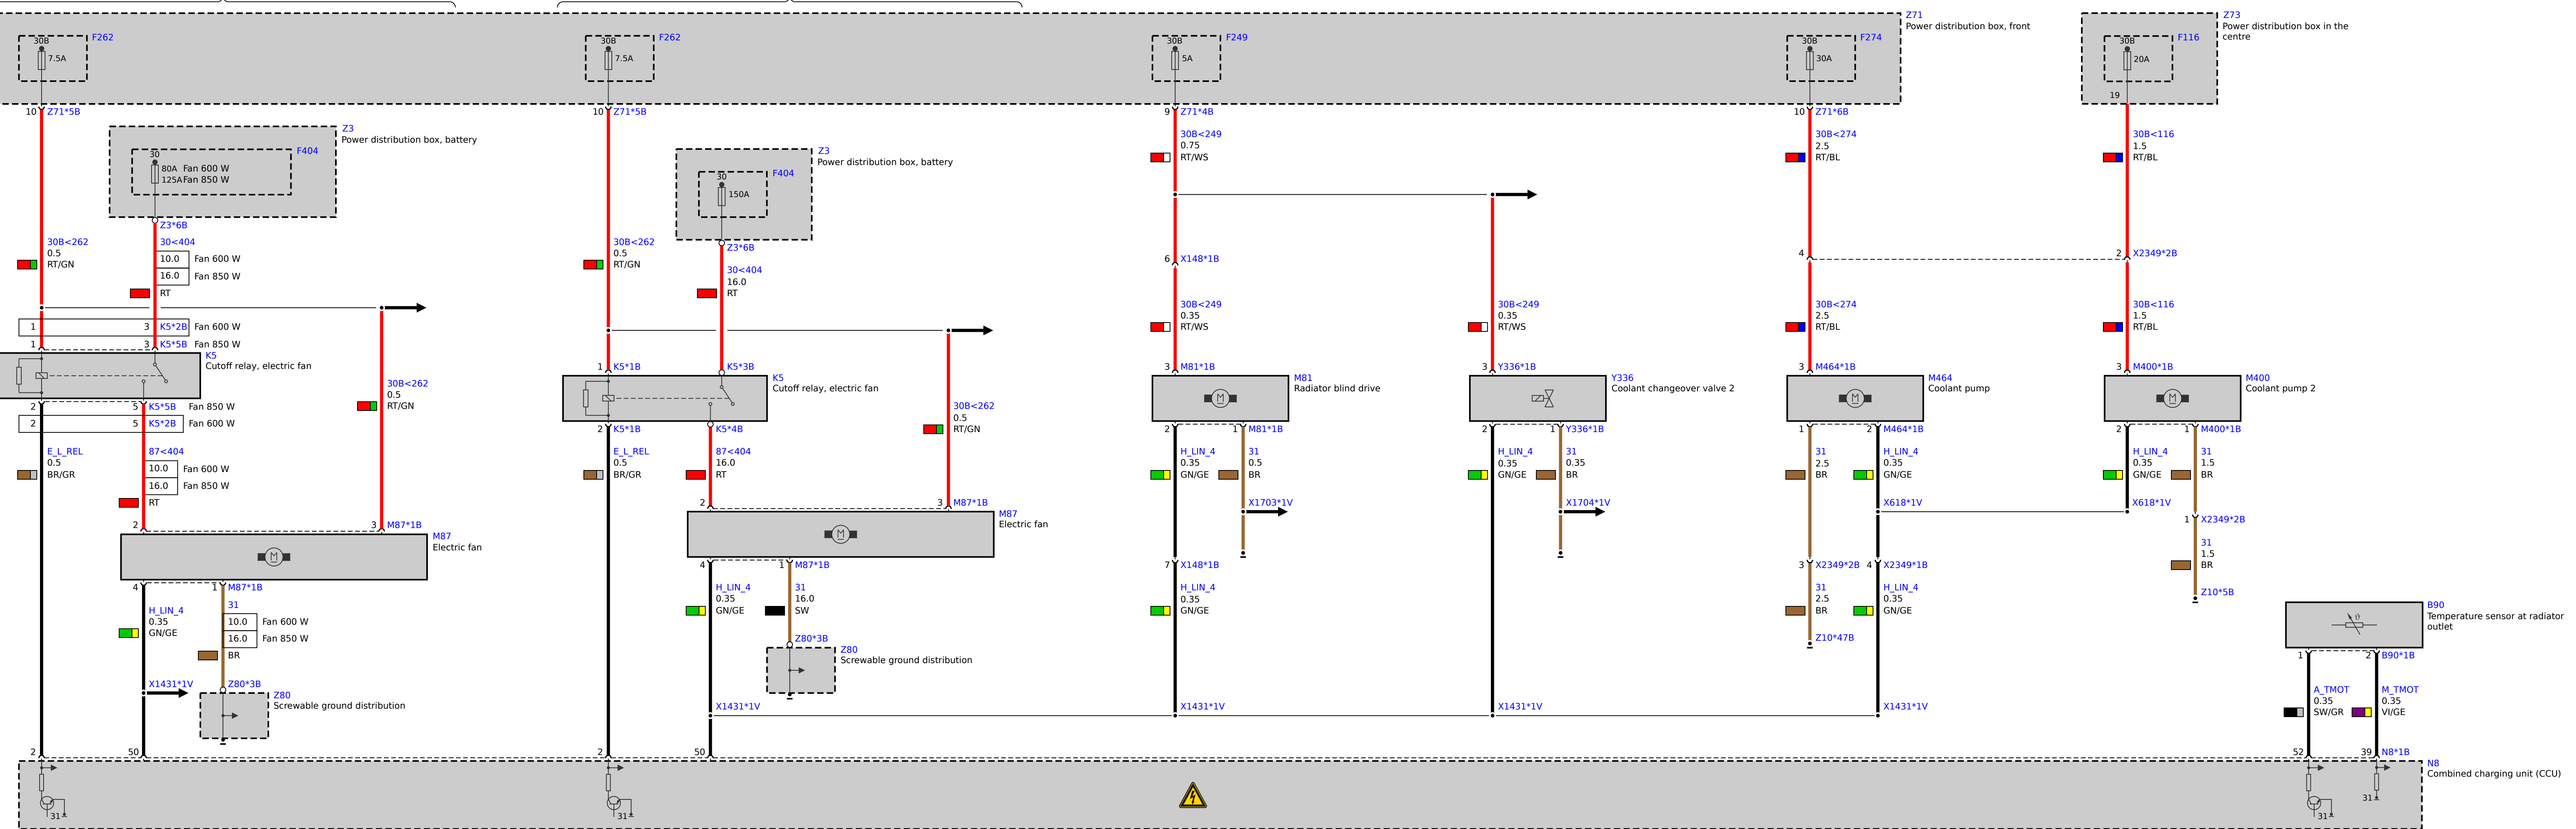 Z71
Power distribution box, front
Z73
Power distribution box in the
centre
30B
7.5A
F262
30B
7.5A
F262
30B
5A
F249
30B
30A
F274
30B
20A
F116
19
10
Z71*5B
10
Z71*5B
9
Z71*4B
10
Z71*6B
Z3
Power distribution box, battery
30
F404
80A
Fan 600 W
125A
Fan 850 W
Z3*6B
30B<262
0.5
RT/GN
30<404
10.0
Fan 600 W
16.0
Fan 850 W
RT
1
3
K5*2B
Fan 600 W
1
3
K5*5B
Fan 850 W
K5
Cutoff relay, electric fan
2
5
K5*5B
Fan 850 W
2
5
K5*2B
Fan 600 W
30B<262
0.5
RT/GN
E_L_REL
0.5
BR/GR
87<404
10.0
Fan 600 W
16.0
Fan 850 W
RT
2
3
M87*1B
M87
Electric fan
M
4
1
M87*1B
H_LIN_4
0.35
GN/GE
31
10.0
Fan 600 W
16.0
Fan 850 W
BR
X1431*1V
Z80*3B
Z80
Screwable ground distribution
2
50
Z3
Power distribution box, battery
30
F404
150A
Z3*6B
30B<262
0.5
RT/GN
30<404
16.0
RT
1
K5*1B
K5*3B
K5
Cutoff relay, electric fan
2
K5*1B
K5*4B
30B<262
0.5
RT/GN
E_L_REL
0.5
BR/GR
87<404
16.0
RT
2
3
M87*1B
M87
Electric fan
M
4
1
M87*1B
H_LIN_4
0.35
GN/GE
31
16.0
SW
Z80*3B
Z80
Screwable ground distribution
X1431*1V
2
50
30B<249
0.75
RT/WS
6
X148*1B
30B<249
0.35
RT/WS
3
M81*1B
M81
Radiator blind drive
M
2
1
M81*1B
H_LIN_4
0.35
GN/GE
31
0.5
BR
X1703*1V
7
X148*1B
H_LIN_4
0.35
GN/GE
X1431*1V
30B<249
0.35
RT/WS
3
Y336*1B
Y336
Coolant changeover valve 2
2
1
Y336*1B
H_LIN_4
0.35
GN/GE
31
0.35
BR
X1704*1V
X1431*1V
30B<274
2.5
RT/BL
4
30B<274
2.5
RT/BL
3
M464*1B
M464
Coolant pump
M
1
2
M464*1B
31
2.5
BR
H_LIN_4
0.35
GN/GE
X618*1V
3
X2349*2B
4
X2349*1B
31
2.5
BR
H_LIN_4
0.35
GN/GE
Z10*47B
X1431*1V
30B<116
1.5
RT/BL
2
X2349*2B
30B<116
1.5
RT/BL
3
M400*1B
M400
Coolant pump 2
M
2
1
M400*1B
H_LIN_4
0.35
GN/GE
31
1.5
BR
X618*1V
1
X2349*2B
31
1.5
BR
Z10*5B
B90
Temperature sensor at radiator
outlet
1
2
B90*1B
A_TMOT
0.35
SW/GR
M_TMOT
0.35
VI/GE
52
39
N8*1B
N8
Combined charging unit (CCU)
31
31
31
31